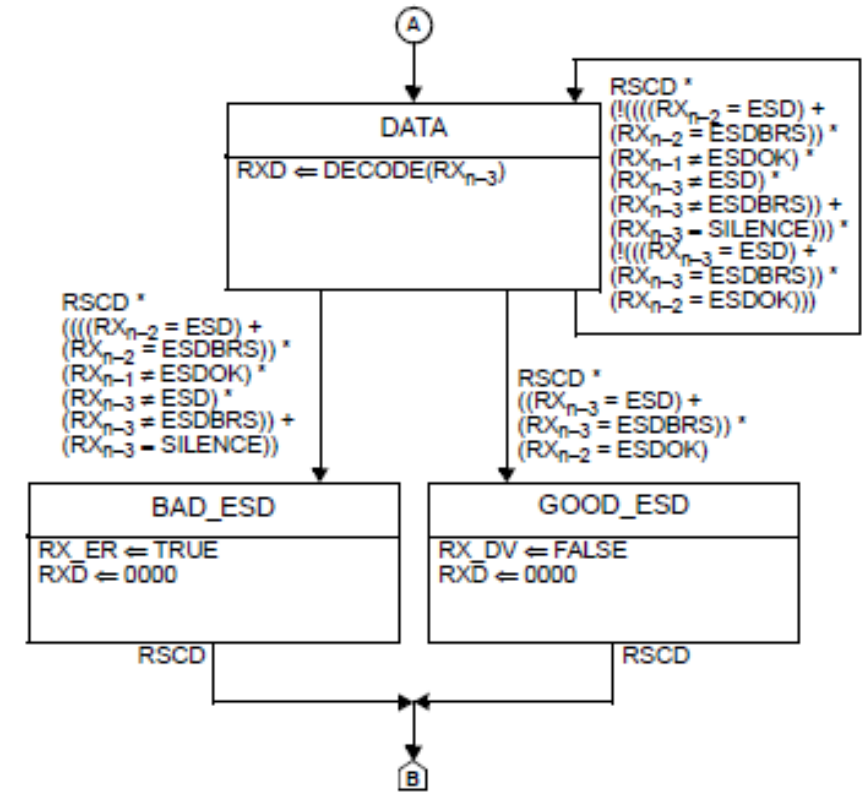 A
DATA
RXD ⇐ DECODE(RXn–3)
RSCD *
(!((((RXn–2 = ESD) +
(RXn–2 = ESDBRS)) *
(RXn–1 ≠ ESDOK) *
(RXn–3 ≠ ESD) *
(RXn–3 ≠ ESDBRS)) +
(RXn–3 = SILENCE))) *
(!(((RXn–3 = ESD) +
(RXn–3 = ESDBRS)) *
(RXn–2 = ESDOK)))
RSCD *
((((RXn–2 = ESD) +
(RXn–2 = ESDBRS)) *
(RXn–1 ≠ ESDOK) *
(RXn–3 ≠ ESD) *
(RXn–3 ≠ ESDBRS)) +
(RXn–3 = SILENCE))
RSCD *
((RXn–3 = ESD) +
(RXn–3 = ESDBRS)) *
(RXn–2 = ESDOK)
BAD_ESD
RX_ER ⇐ TRUE
RXD ⇐ 0000
GOOD_ESD
RX_DV ⇐ FALSE
RXD ⇐ 0000
RSCD
RSCD
B